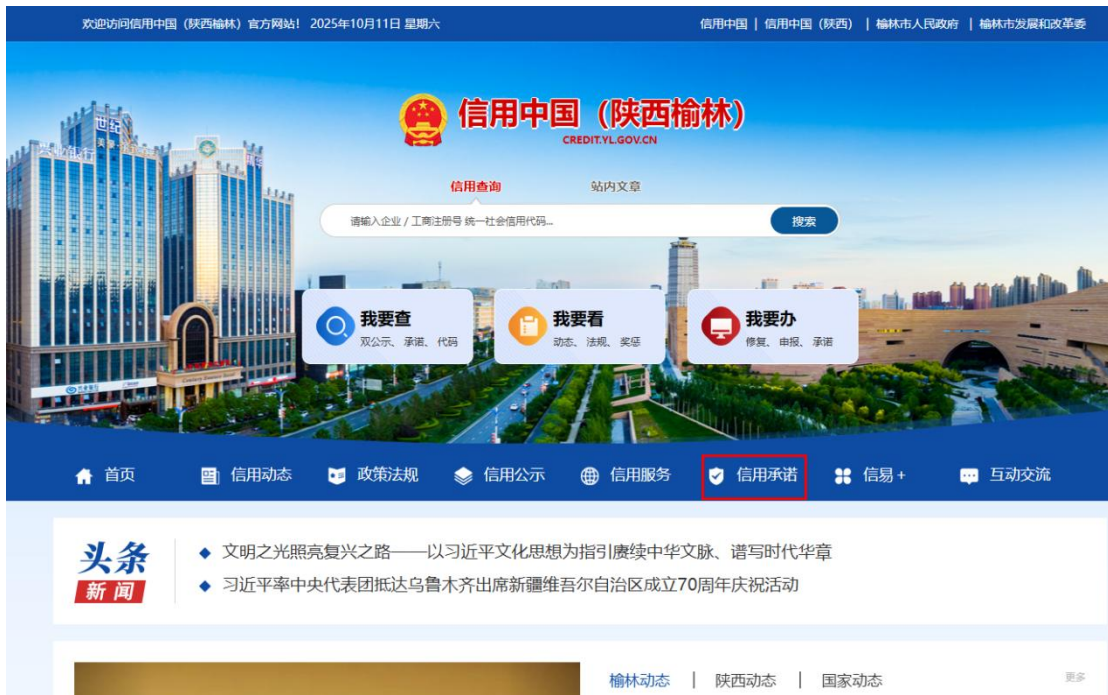 欢迎访问信用中国（陕西榆林）官方网站！ 2025年10月11日 星期六
信用中国 | 信用中国（陕西） | 榆林市人民政府 | 榆林市发展和改革委
信用中国（陕西榆林）
CREDIT.YL.GOV.CN
信用查询 站内文章
请输入企业 / 工商注册号 统一社会信用代码...
搜索
我要查
双公示、 承诺、 代码
我要看
动态、 法规、 奖惩
我要办
修复、 申报、 承诺
首页 信用动态 政策法规 信用公示 信用服务 信用承诺 信易+ 互动交流
头条
新闻
文明之光照亮复兴之路——以习近平文化思想为指引赓续中华文脉、谱写时代华章
习近平率中央代表团抵达乌鲁木齐出席新疆维吾尔自治区成立70周年庆祝活动
榆林动态 | 陕西动态 | 国家动态
更多